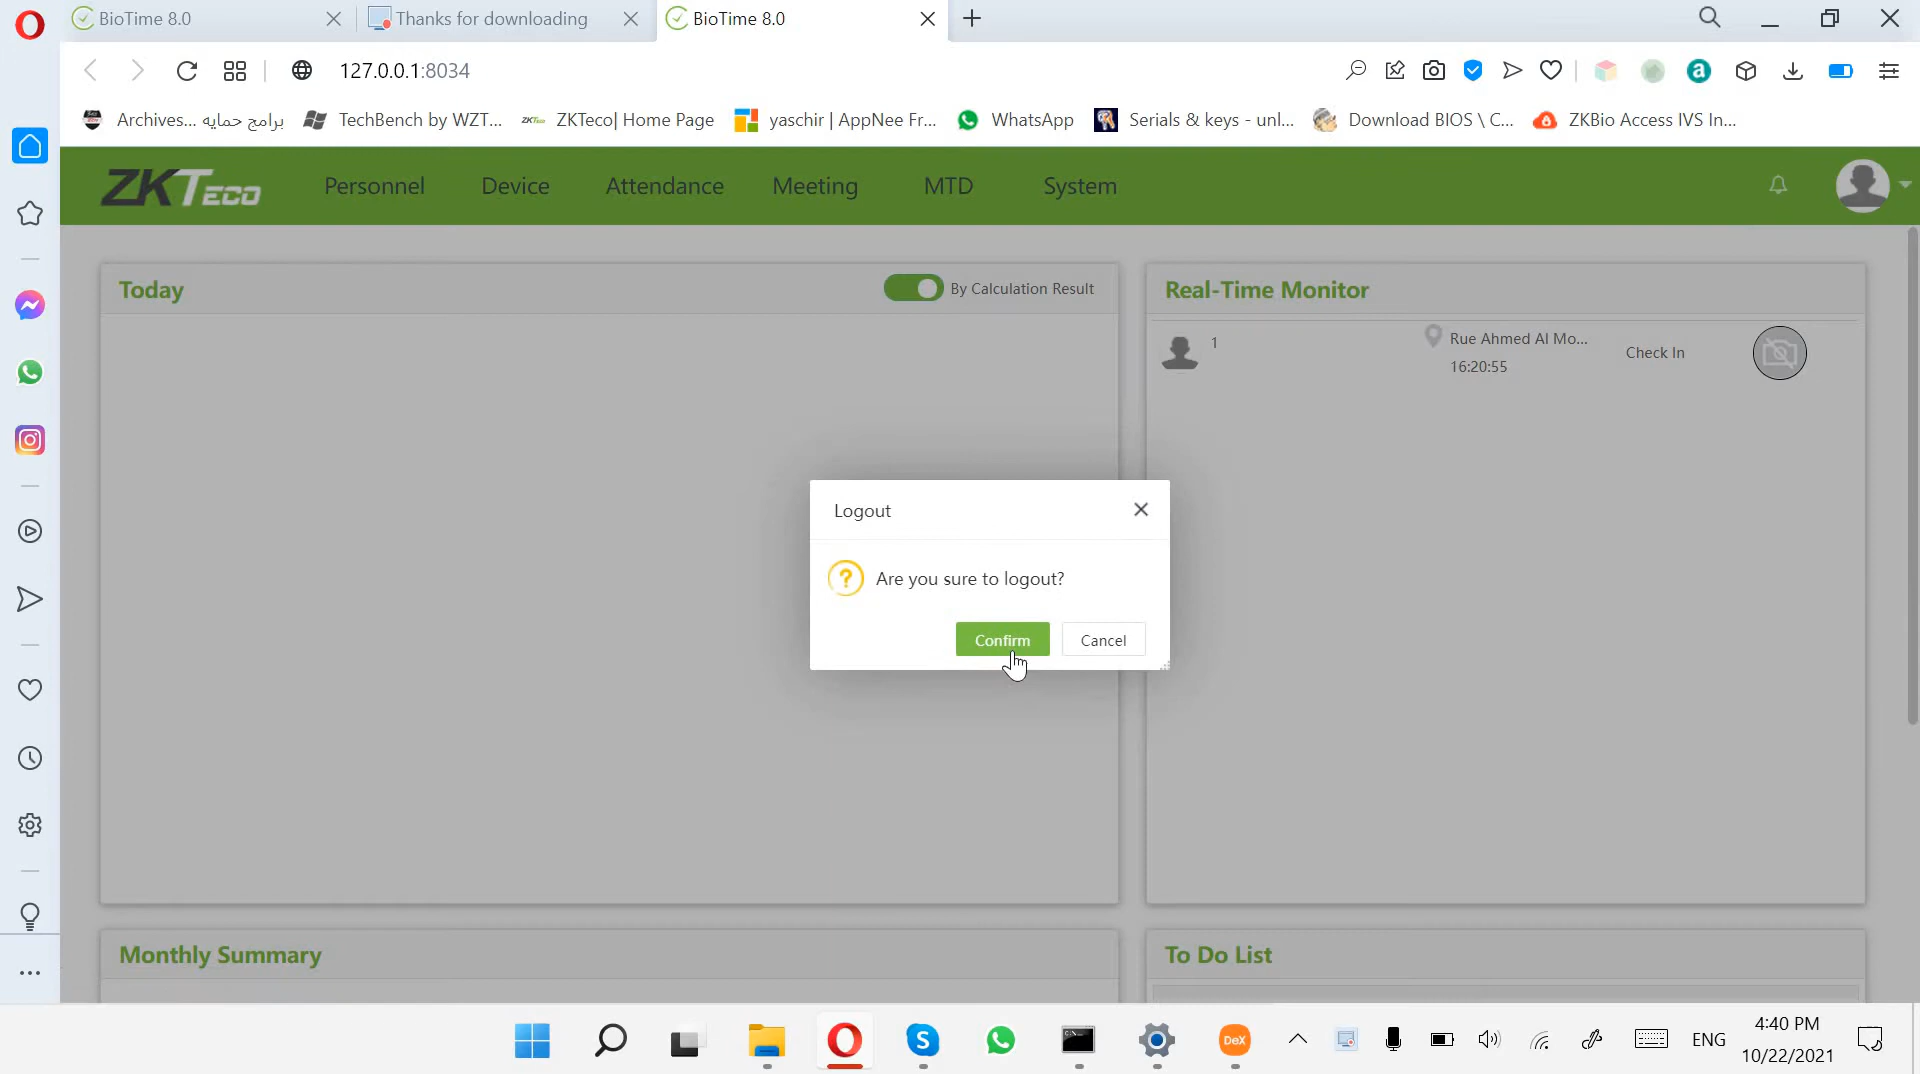 BioTime 8.0
Thanks for downloading
BioTime 8.0
127.0.0.1:8034
Archives... برامج حمايه
TechBench by WZT...
ZKTeco| Home Page
yaschir | AppNee Fr...
WhatsApp
Serials & keys - unl...
Download BIOS \ C...
ZKBio Access IVS In...
ZKTECO
Personnel
Device
Attendance
Meeting
MTD
System
Today
By Calculation Result
Real-Time Monitor
1
Rue Ahmed Al Mo...
16:20:55
Check In
Logout
Are you sure to logout?
Confirm
Cancel
Monthly Summary
To Do List
DeX
ENG
4:40 PM
10/22/2021